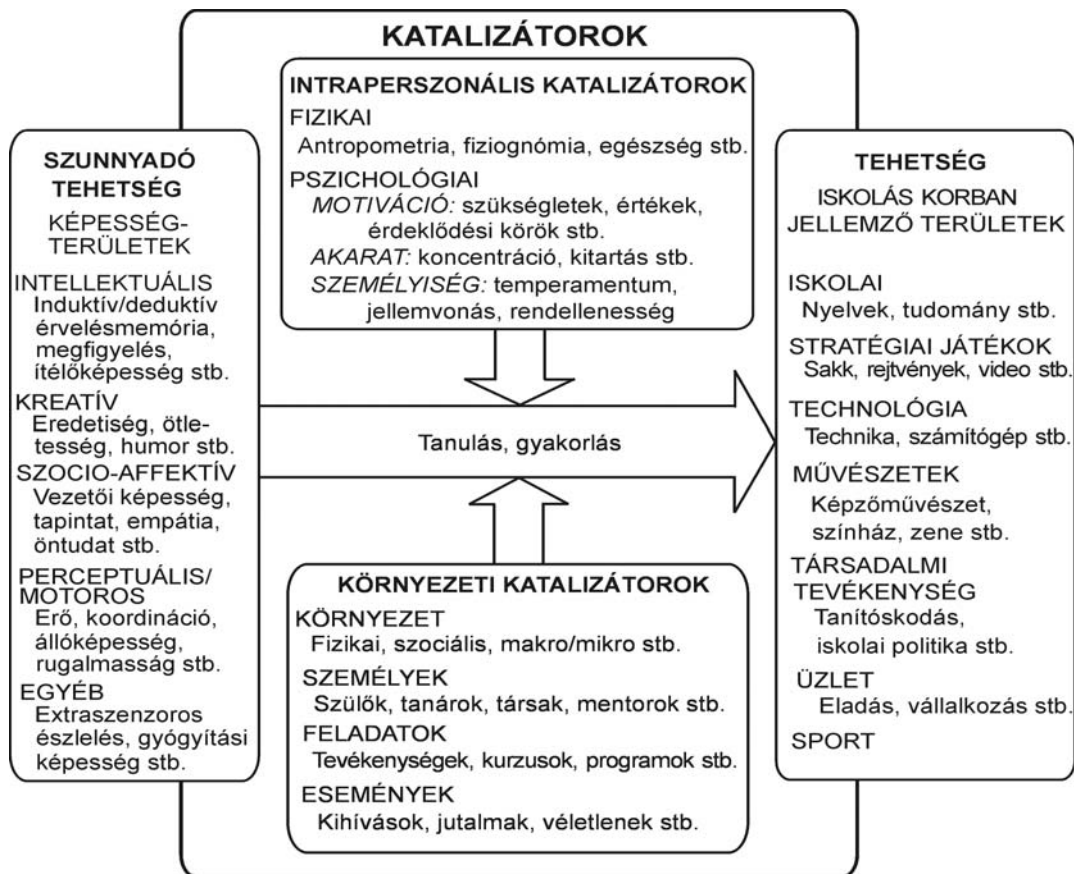 KATALIZÁTOROK
INTRAPERSZONÁLIS KATALIZÁTOROK
FIZIKAI
Antropometria, fiziognómia, egészség stb.
PSZICHOLÓGIAI
MOTIVÁCIÓ: szükségletek, értékek,
érdeklődési körök stb.
AKARAT: koncentráció, kitartás stb.
SZEMÉLYISÉG: temperamentum,
jellemvonás, rendellenesség
SZUNNYADÓ
TEHETSÉG
KÉPESSÉG-
TERÜLETEK
INTELLEKTUÁLIS
Induktív/deduktív
érvelésmemória,
megfigyelés,
ítélőképesség stb.
KREATÍV
Eredetiség, ötle-
tesség, humor stb.
SZOCIO-AFFEKTÍV
Vezetői képesség,
tapintat, empátia,
öntudat stb.
PERCEPTUÁLIS/
MOTOROS
Erő, koordináció,
állóképesség,
rugalmasság stb.
EGYÉB
Extraszenzoros
észlelés, gyógyítási
képesség stb.
Tanulás, gyakorlás
KÖRNYEZETI KATALIZÁTOROK
KÖRNYEZET
Fizikai, szociális, makro/mikro stb.
SZEMÉLYEK
Szülők, tanárok, társak, mentorok stb.
FELADATOK
Tevékenységek, kurzusok, programok stb.
ESEMÉNYEK
Kihívások, jutalmak, véletlenek stb.
TEHETSÉG
ISKOLÁS KORBAN
JELLEMZŐ TERÜLETEK
ISKOLAI
Nyelvek, tudomány stb.
STRATÉGIAI JÁTÉKOK
Sakk, rejtvények, video stb.
TECHNOLÓGIA
Technika, számítógép stb.
MŰVÉSZETEK
Képzőművészet,
színház, zene stb.
TÁRSADALMI
TEVÉKENYSÉG
Tanítóskodás,
iskolai politika stb.
ÜZLET
Eladás, vállalkozás stb.
SPORT